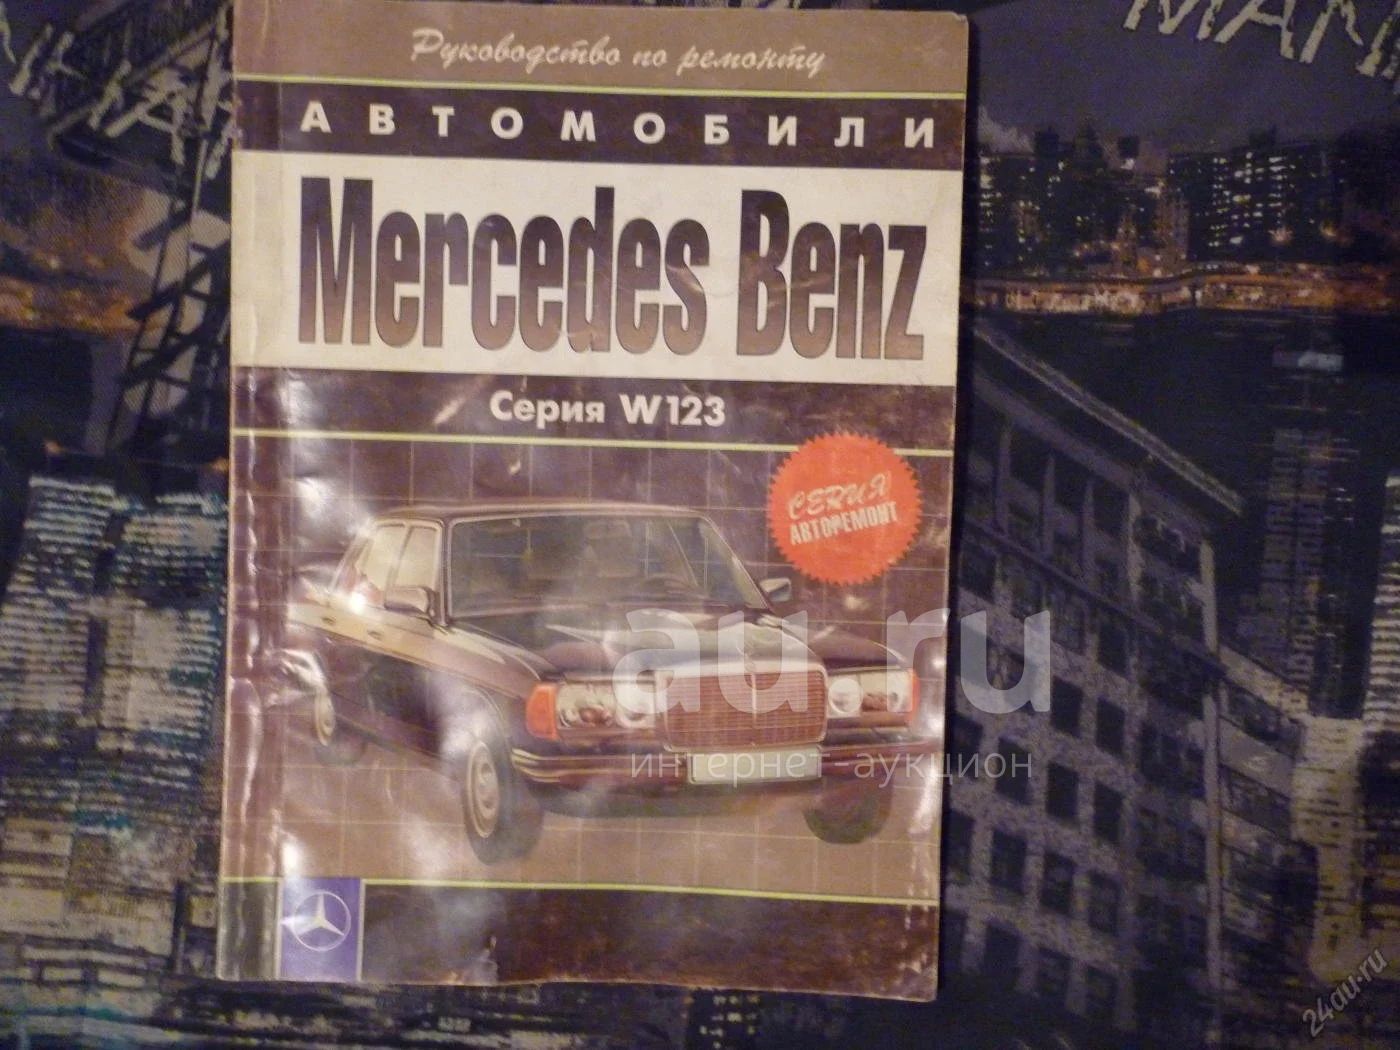 Руководство по ремонту
АВТОМОБИЛИ
Mercedes Benz
Серия W123
СЕРИЯ
АВТОРЕМОНТ
au.ru
интернет-аукцион
24au.ru